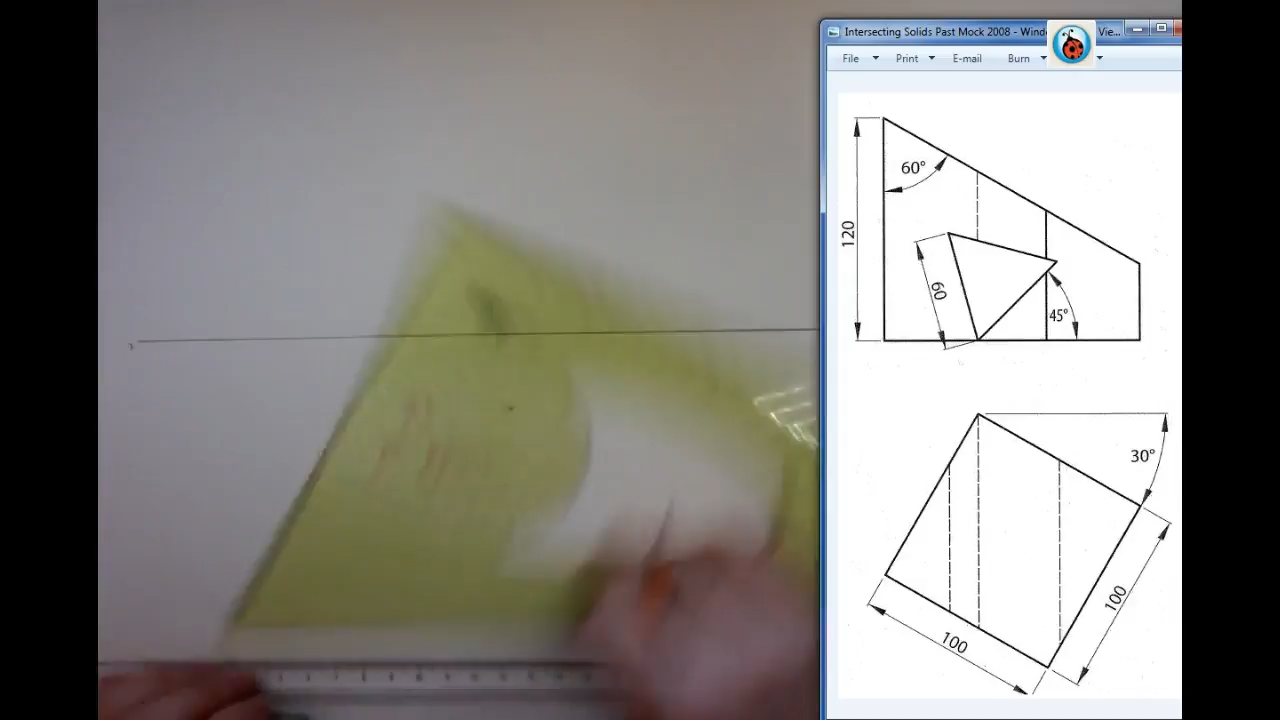 Intersecting Solids Past Mock 2008 - Wind
Vie...
File Print E-mail Burn
60°
120
60
45°
30°
100
100